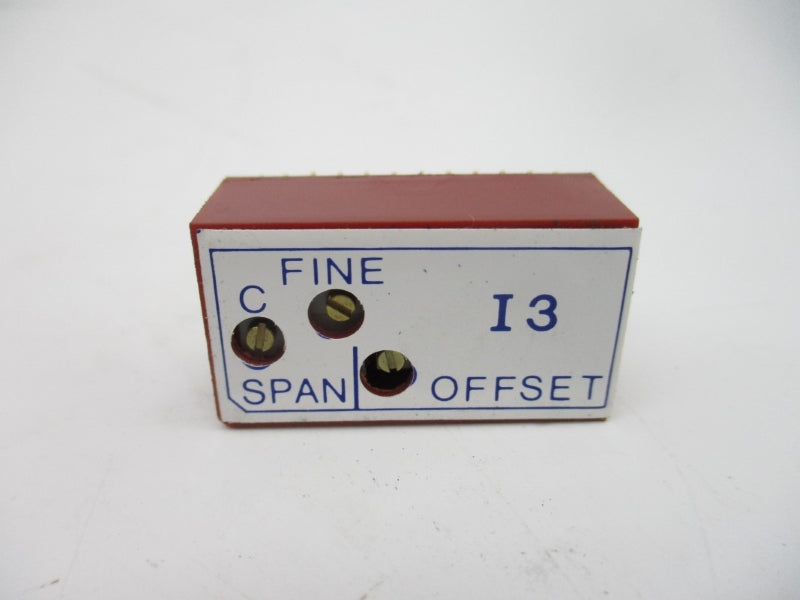 FINE
C
I3
SPAN OFFSET